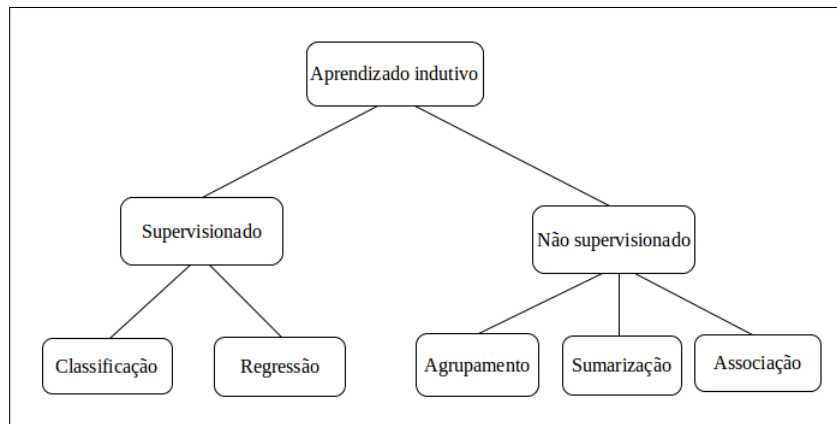 Aprendizado indutivo
Supervisionado
Não supervisionado
Classificação
Regressão
Agrupamento
Sumarização
Associação